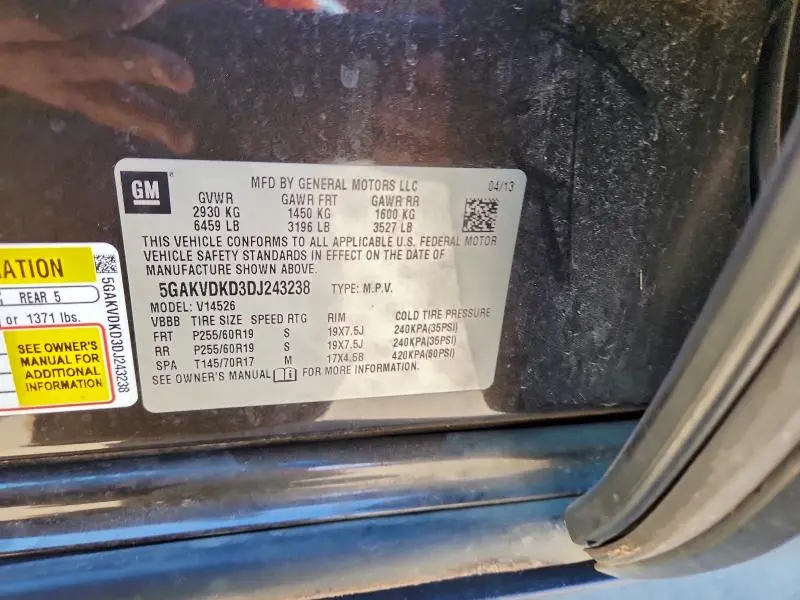 GM
MFD BY GENERAL MOTORS LLC
04/13
GVWR GAWR FRT GAWR RR
2930 KG 1450 KG 1600 KG
6459 LB 3196 LB 3527 LB
THIS VEHICLE CONFORMS TO ALL APPLICABLE U.S. FEDERAL MOTOR
VEHICLE SAFETY STANDARDS IN EFFECT ON THE DATE OF
MANUFACTURE SHOWN ABOVE.
5GAKVDKD3DJ243238 TYPE: M.P.V.
MODEL: V14526
VBBB TIRE SIZE SPEED RTG RIM COLD TIRE PRESSURE
FRT P255/60R19 S 19X7.5J 240KPA(35PSI)
RR P255/60R19 S 19X7.5J 240KPA(35PSI)
SPA T145/70R17 M 17X4.5B 420KPA(60PSI)
SEE OWNER'S MANUAL FOR MORE INFORMATION.
ATION
REAR 5
or 1371 lbs.
SEE OWNER'S
MANUAL FOR
ADDITIONAL
INFORMATION
5GAKVDKD3DJ243238